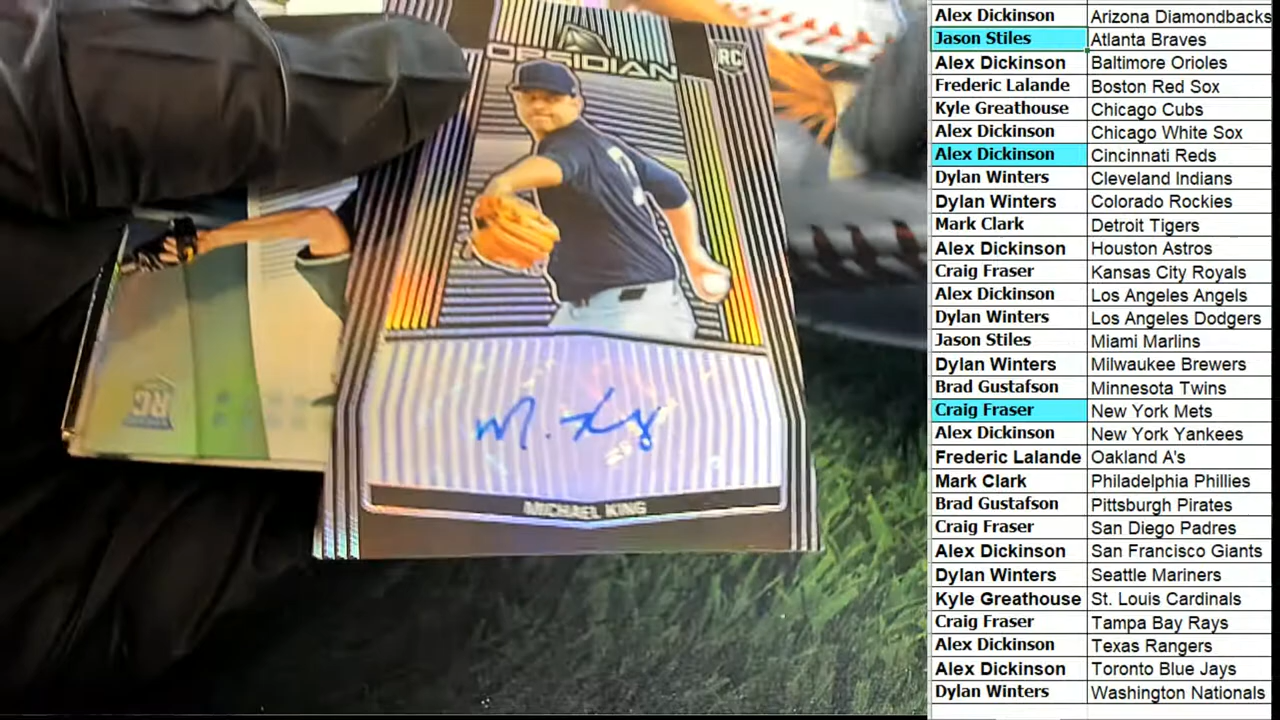 OBSIDIAN
RC
M. King
MICHAEL KING
RC
Alex Dickinson Arizona Diamondbacks
Jason Stiles Atlanta Braves
Alex Dickinson Baltimore Orioles
Frederic Lalande Boston Red Sox
Kyle Greathouse Chicago Cubs
Alex Dickinson Chicago White Sox
Alex Dickinson Cincinnati Reds
Dylan Winters Cleveland Indians
Dylan Winters Colorado Rockies
Mark Clark Detroit Tigers
Alex Dickinson Houston Astros
Craig Fraser Kansas City Royals
Alex Dickinson Los Angeles Angels
Dylan Winters Los Angeles Dodgers
Jason Stiles Miami Marlins
Dylan Winters Milwaukee Brewers
Brad Gustafson Minnesota Twins
Craig Fraser New York Mets
Alex Dickinson New York Yankees
Frederic Lalande Oakland A's
Mark Clark Philadelphia Phillies
Brad Gustafson Pittsburgh Pirates
Craig Fraser San Diego Padres
Alex Dickinson San Francisco Giants
Dylan Winters Seattle Mariners
Kyle Greathouse St. Louis Cardinals
Craig Fraser Tampa Bay Rays
Alex Dickinson Texas Rangers
Alex Dickinson Toronto Blue Jays
Dylan Winters Washington Nationals